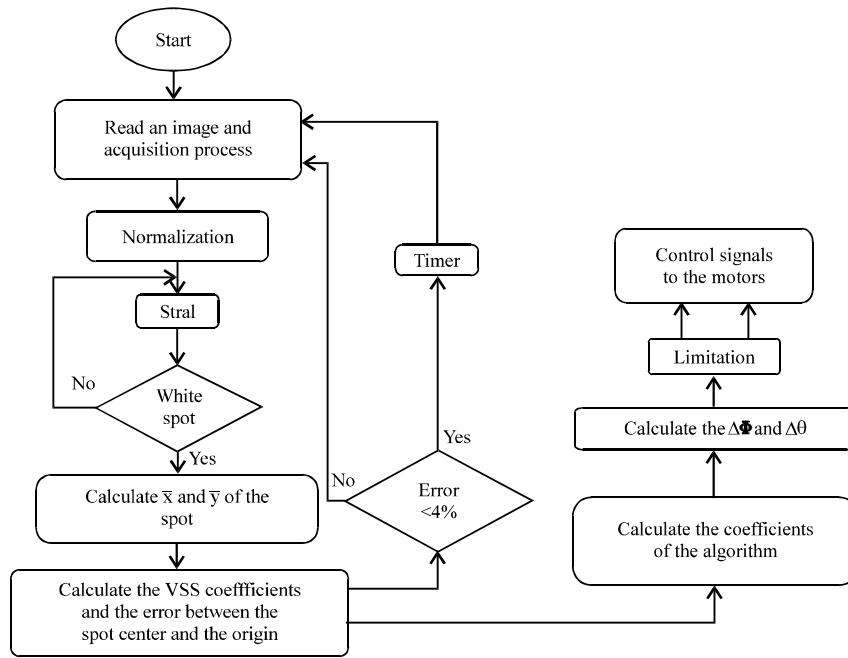 Start
Read an image and
acquisition process
Normalization
Stral
No
White
spot
Yes
Calculate x̅ and y̅ of the
spot
Calculate the VSS coeffficients
and the error between the
spot center and the origin
Timer
Yes
No
Error
<4%
Control signals
to the motors
Limitation
Calculate the Δ𝚽 and Δθ
Calculate the coefficients
of the algorithm